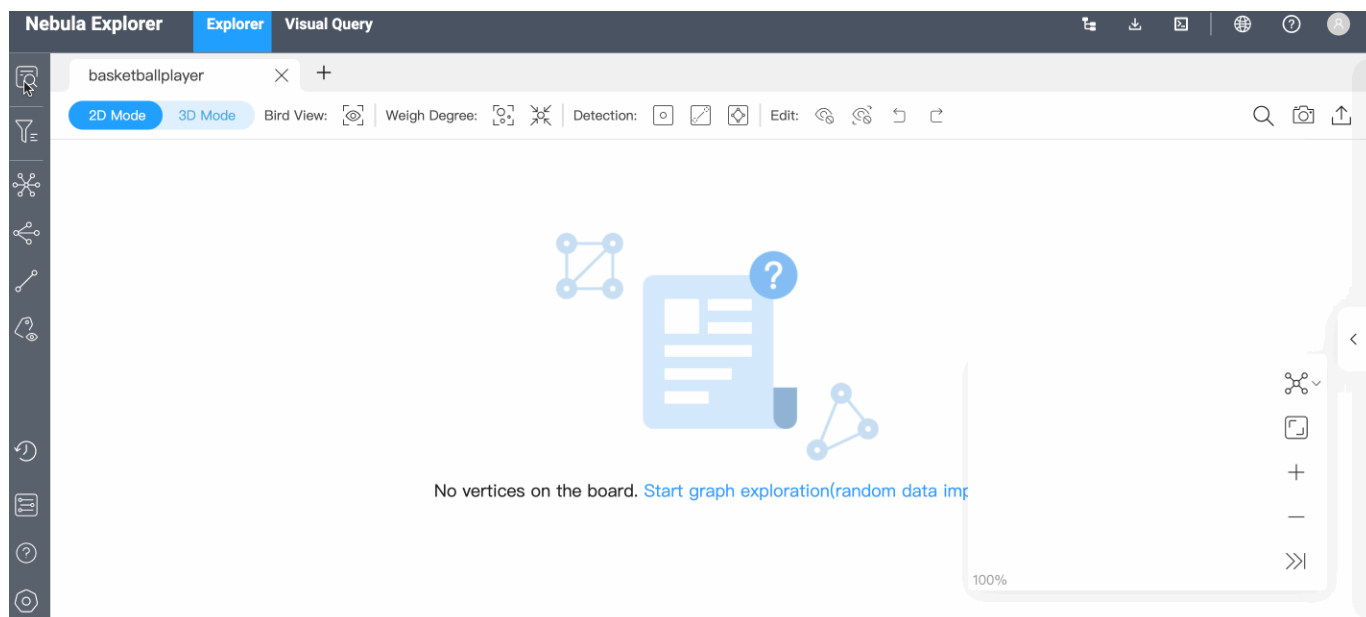 Nebula Explorer Explorer Visual Query
basketballplayer
2D Mode 3D Mode Bird View: Weigh Degree: Detection: Edit:
No vertices on the board. Start graph exploration(random data imp
100%